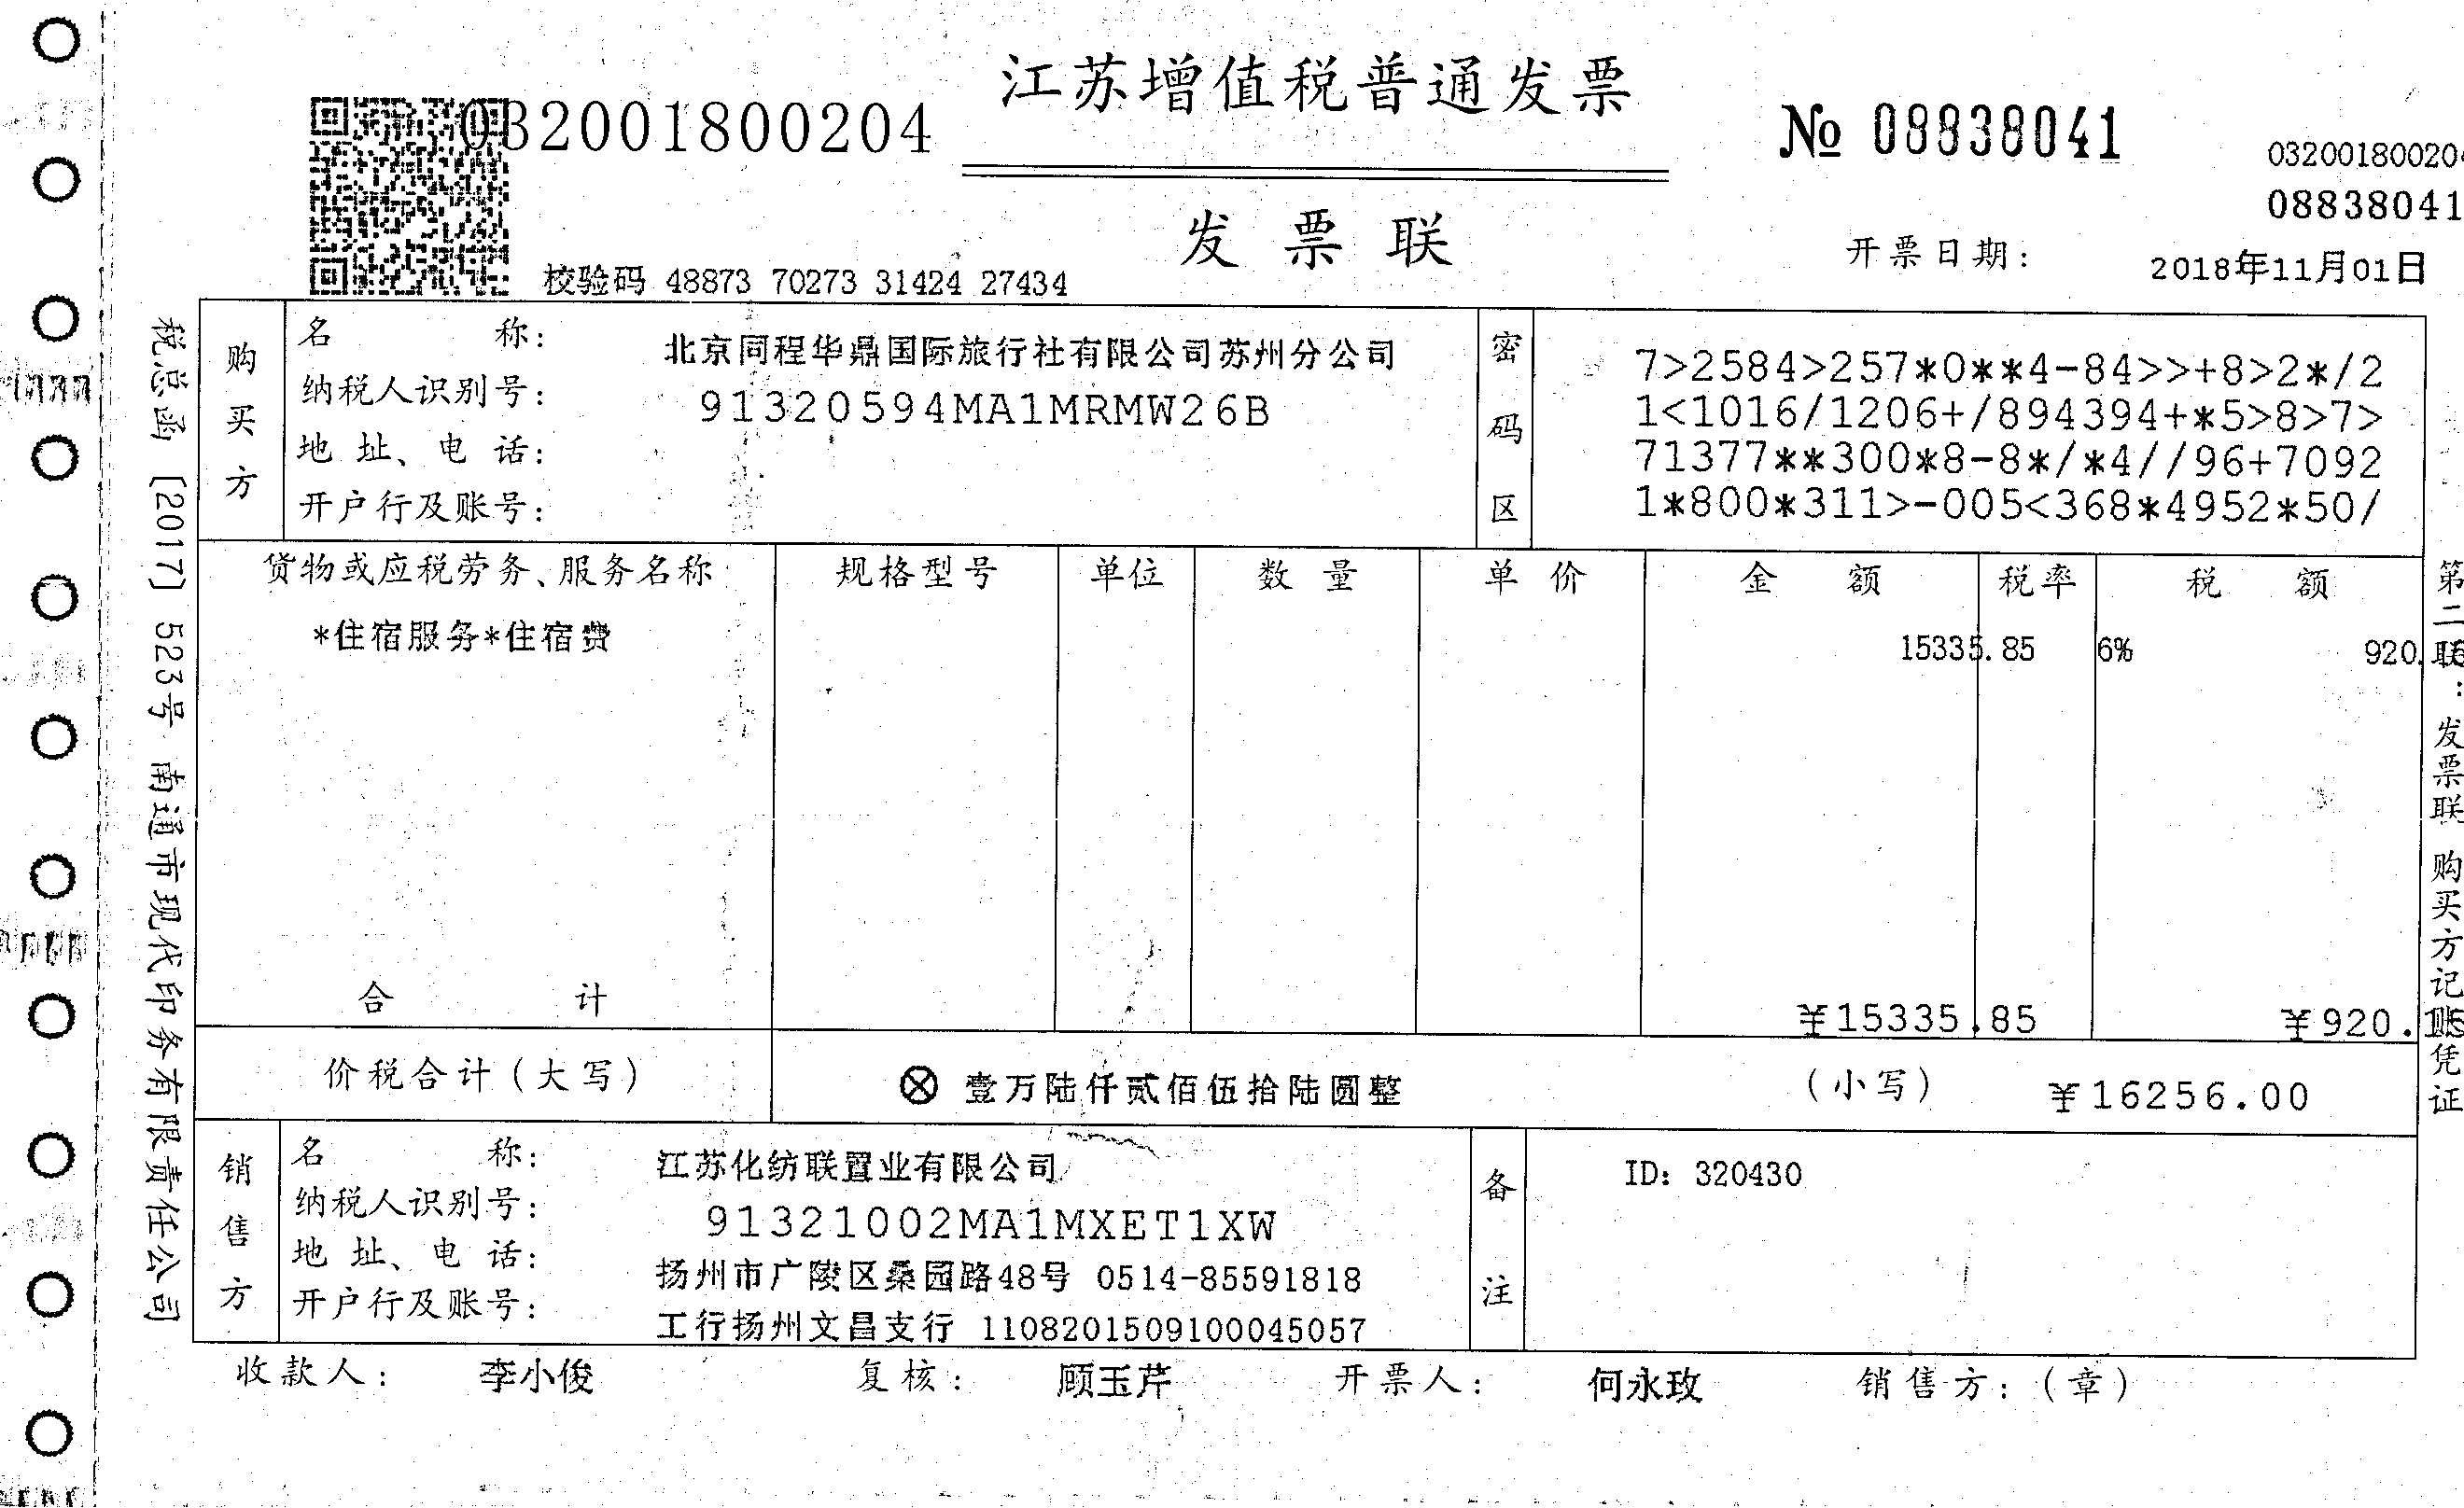 江苏增值税普通发票
032001800204
№ 08838041
032001800204
08838041
发票联
开票日期: 2018年11月01日
校验码 48873 70273 31424 27434
税总函〔2017〕523号 南通市现代印务有限责任公司
购买方
名称: 北京同程华鼎国际旅行社有限公司苏州分公司
纳税人识别号: 91320594MA1MRMW26B
地址、电话:
开户行及账号:
密码区
7>2584>257*0**4-84>>+8>2*/2
1<1016/1206+/894394+*5>8>7>
71377**300*8-8*/*4//96+7092
1*800*311>-005<368*4952*50/
货物或应税劳务、服务名称 规格型号 单位 数量 单价 金额 税率 税额
*住宿服务*住宿费 15335.85 6% 920.
合计 ¥15335.85 ¥920.15
价税合计(大写) ⊗ 壹万陆仟贰佰伍拾陆圆整 (小写) ¥16256.00
销售方
名称: 江苏化纺联置业有限公司
纳税人识别号: 91321002MA1MXET1XW
地址、电话: 扬州市广陵区桑园路48号 0514-85591818
开户行及账号: 工行扬州文昌支行 1108201509100045057
备注
ID: 320430
收款人: 李小俊 复核: 顾玉芹 开票人: 何永玫 销售方:(章)
第二联:发票联 购买方记账凭证